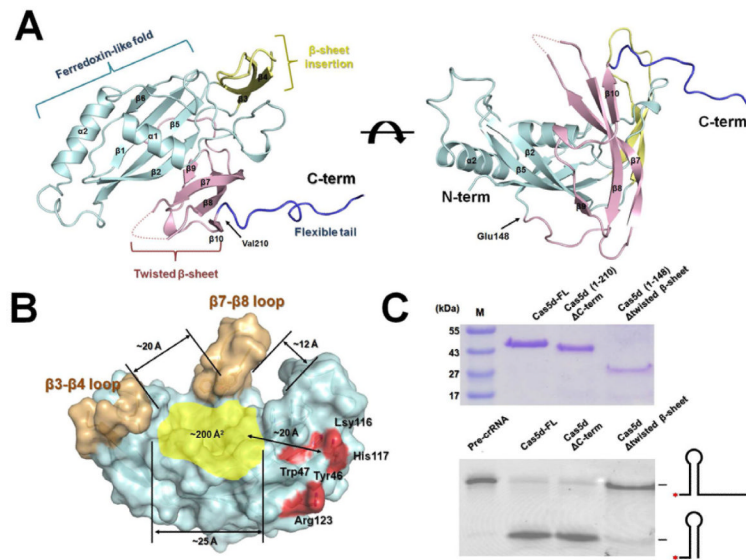 A
Ferredoxin-like fold
β-sheet
insertion
β4
β3
β6
α2
α1
β5
β1
β2
β9
β7
β8
β10
Val210
C-term
Flexible tail
Twisted β-sheet
β10
C-term
α2
β2
β5
N-term
β7
β8
β9
Glu148
B
β7-β8 loop
~20 Å
~12 Å
β3-β4 loop
~200 Å²
~20 Å
Lsy116
His117
Trp47
Tyr46
Arg123
~25 Å
C
(kDa)
M
Cas5d-FL
Cas5d (1-210)
ΔC-term
Cas5d (1-148)
Δtwisted β-sheet
55
43
27
17
Pre-crRNA
Cas5d-FL
Cas5d
ΔC-term
Cas5d
Δtwisted β-sheet
*
*